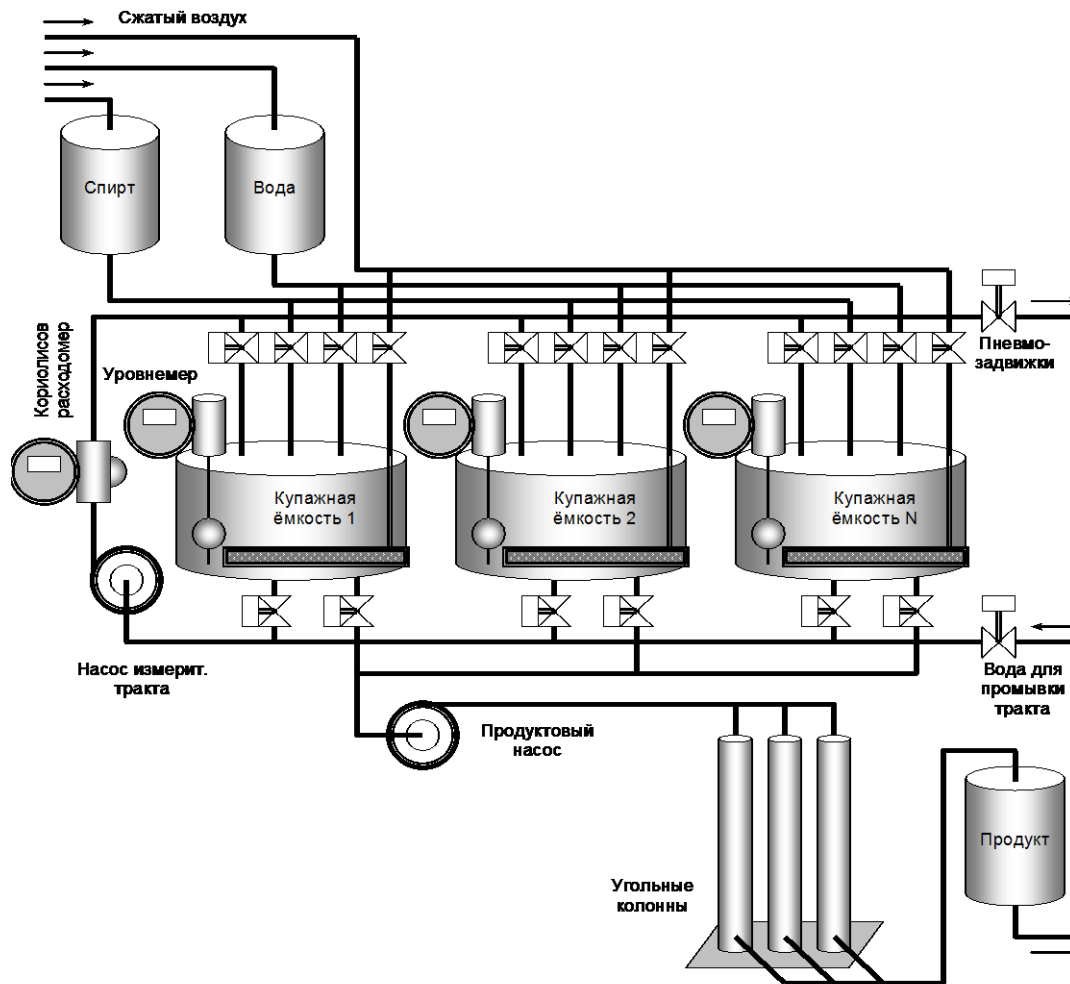 Сжатый воздух
Спирт
Вода
Кориолисов
расходомер
Уровнемер
Пневмо-
задвижки
Купажная
ёмкость 1
Купажная
ёмкость 2
Купажная
ёмкость N
Насос измерит.
тракта
Вода для
промывки
тракта
Продуктовый
насос
Продукт
Угольные
колонны